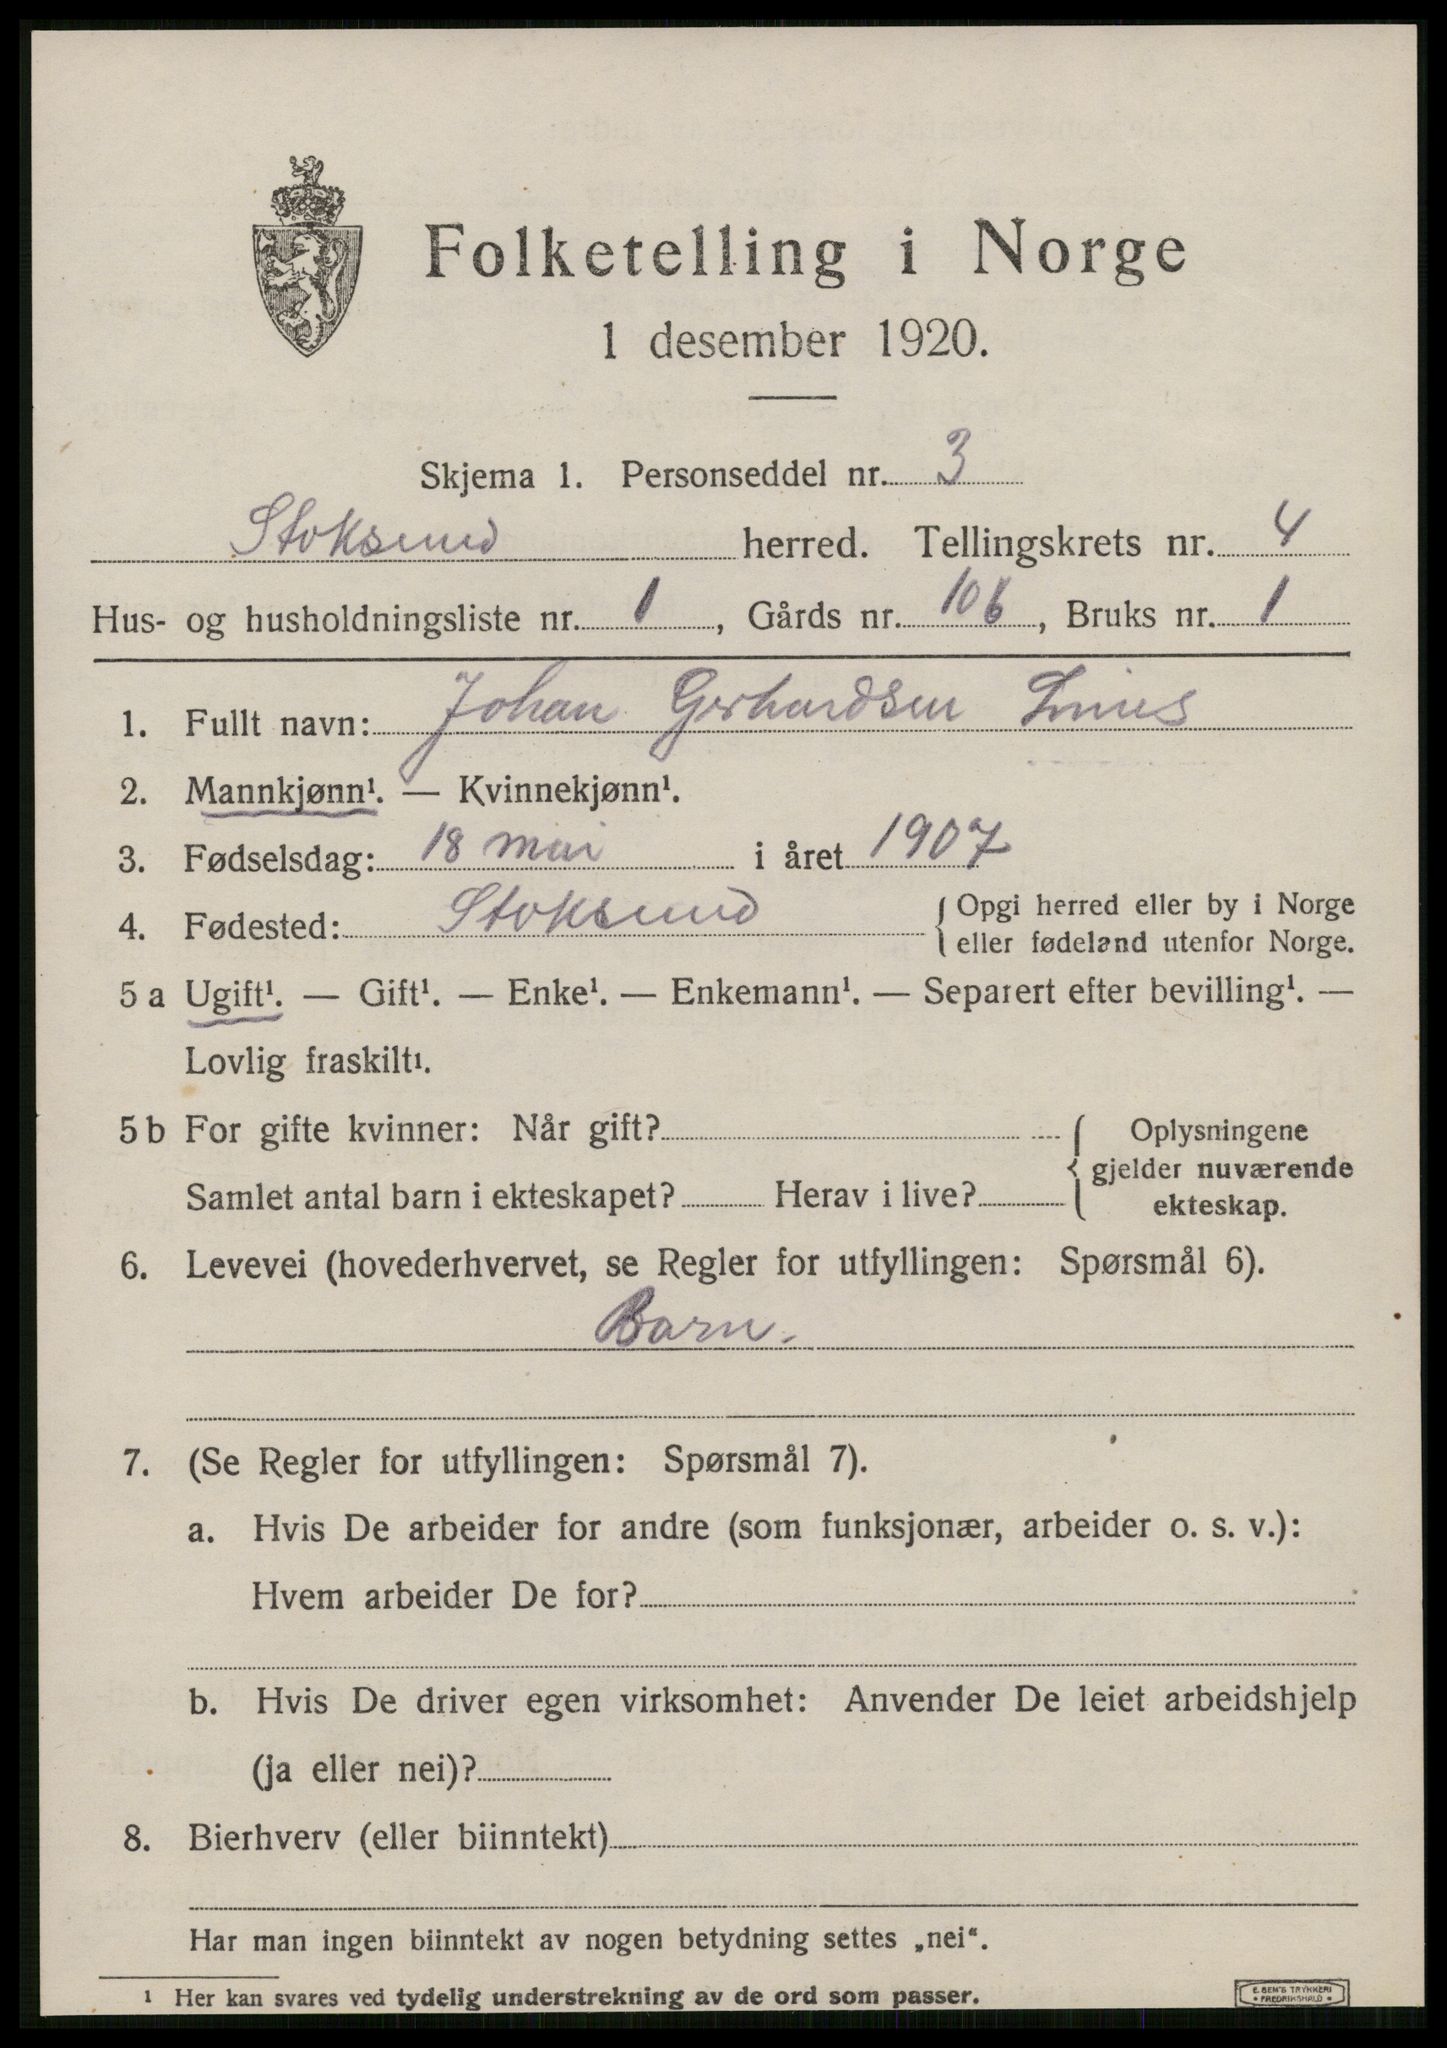 Folketelling i Norge
1 desember 1920.
Skjema 1. Personseddel nr. 3
Stoksund herred. Tellingskrets nr. 4
Hus- og husholdningsliste nr. 1, Gårds nr. 106, Bruks nr. 1
1. Fullt navn: Johan Gerhardsen
2. Mannkjønn¹. — Kvinnekjønn¹.
3. Fødselsdag: 18 mai i året 1907
4. Fødested: Stoksund { Opgi herred eller by i Norge
eller fødeland utenfor Norge.
5 a Ugift¹. — Gift¹. — Enke¹. — Enkemann¹. — Separert efter bevilling¹. —
Lovlig fraskilt¹.
5 b For gifte kvinner: Når gift? { Oplysningene
gjelder nuværende
Samlet antal barn i ekteskapet? Herav i live? ekteskap.
6. Levevei (hovederhvervet, se Regler for utfyllingen: Spørsmål 6).
Barn.
7. (Se Regler for utfyllingen: Spørsmål 7).
a. Hvis De arbeider for andre (som funksjonær, arbeider o. s. v.):
Hvem arbeider De for?
b. Hvis De driver egen virksomhet: Anvender De leiet arbeidshjelp
(ja eller nei)?
8. Bierhverv (eller biinntekt)
Har man ingen biinntekt av nogen betydning settes „nei“.
¹ Her kan svares ved tydelig understrekning av de ord som passer.
E. SEM'S TRYKKERI
• FREDRIKSHALD •